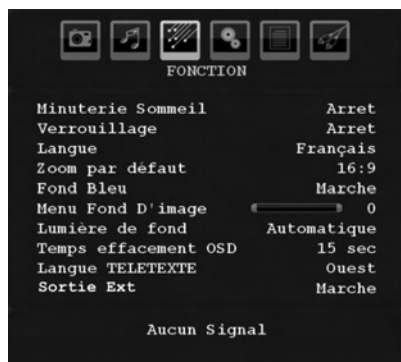 FONCTION
Minuterie Sommeil Arret
Verrouillage Arret
Langue Français
Zoom par défaut 16:9
Fond Bleu Marche
Menu Fond D'image 0
Lumière de fond Automatique
Temps effacement OSD 15 sec
Langue TELETEXTE Ouest
Sortie Ext Marche
Aucun Signal